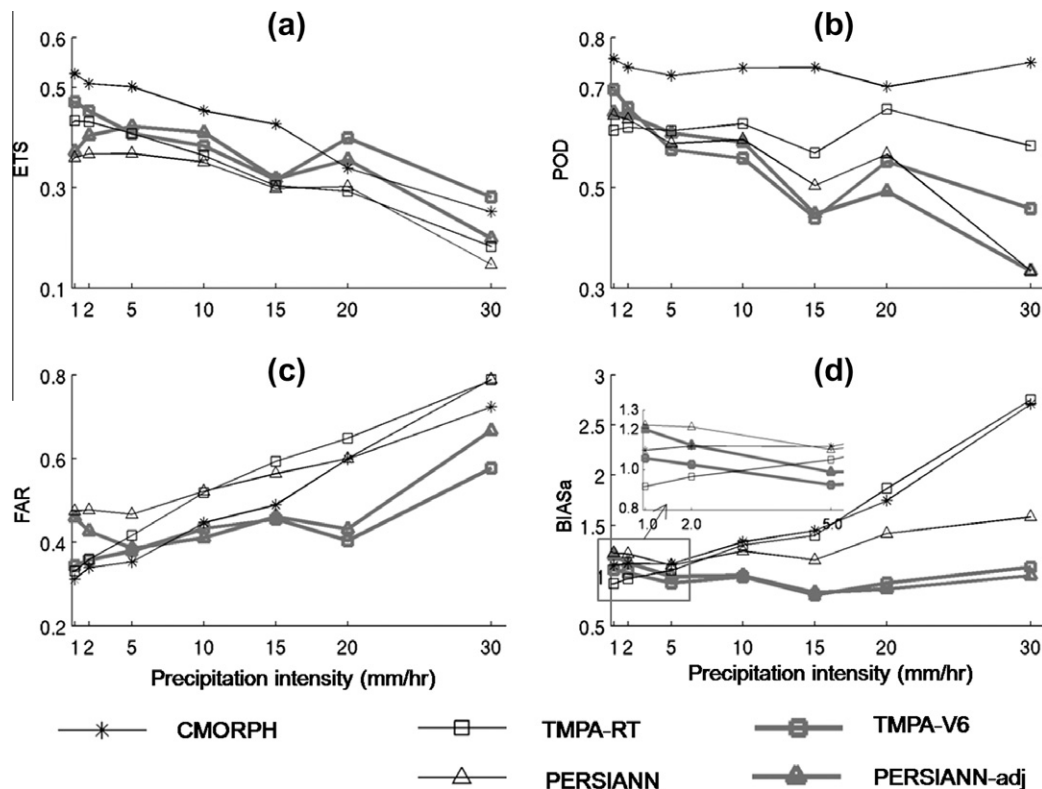 (a)
0.6
0.5
0.3
0.1
ETS
1 2 5 10 15 20 30
(b)
0.8
0.7
0.5
0.3
POD
1 2 5 10 15 20 30
(c)
0.8
0.6
0.4
0.2
FAR
1 2 5 10 15 20 30
Precipitation intensity (mm/hr)
(d)
3
2.5
2
1.5
1
0.5
BIASa
1.3
1.2
1.0
0.8
1.0 2.0 5.0
1 2 5 10 15 20 30
Precipitation intensity (mm/hr)
CMORPH TMPA-RT TMPA-V6
PERSIANN PERSIANN-adj